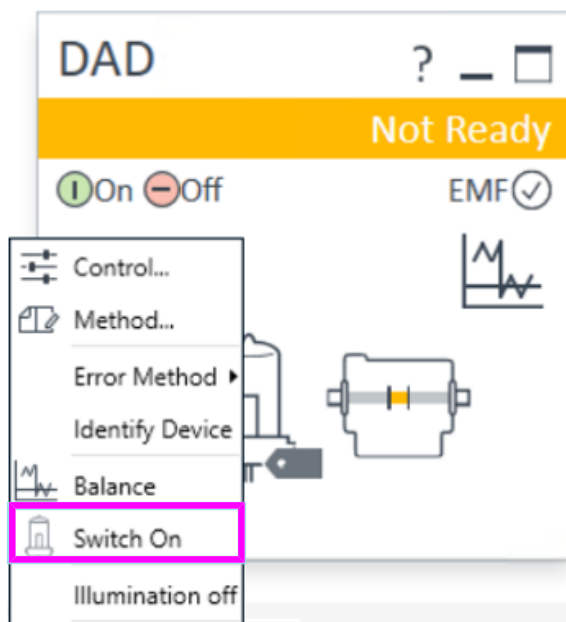 DAD ?
Not Ready
On Off EMF
Control...
Method...
Error Method
Identify Device
Balance
Switch On
Illumination off